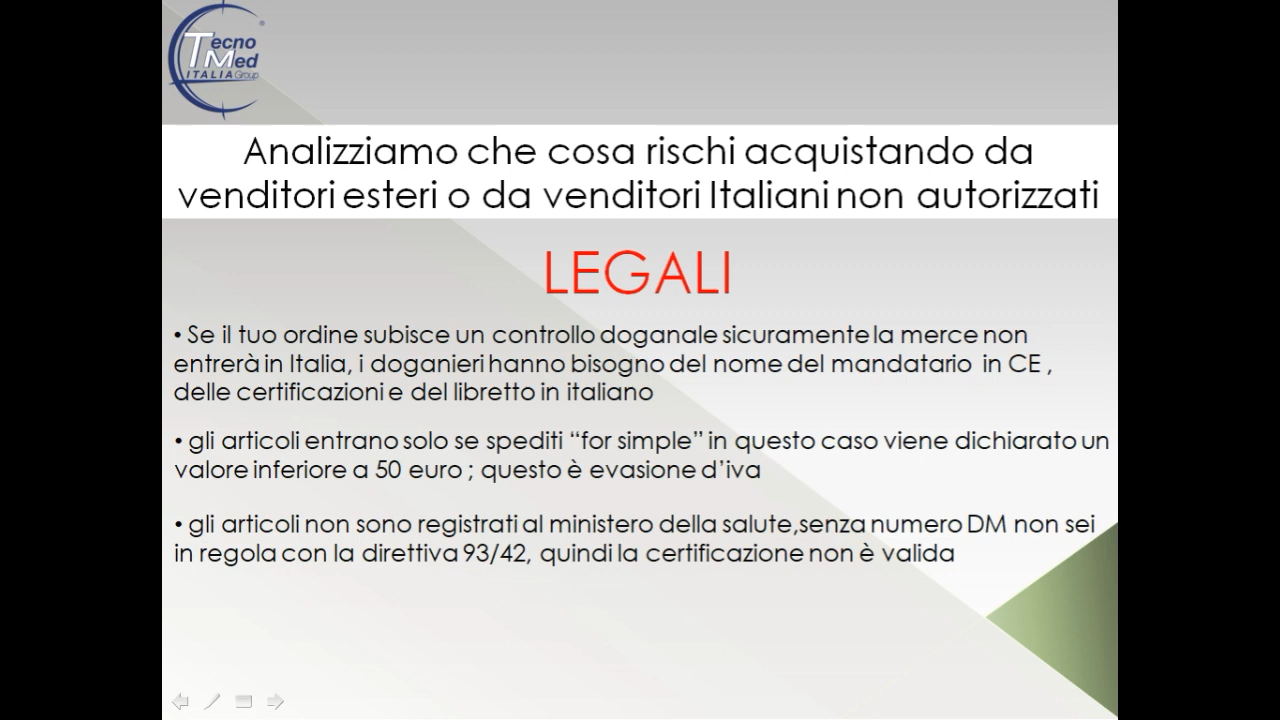 Tecno
Med
ITALIA Group
Analizziamo che cosa rischi acquistando da
venditori esteri o da venditori Italiani non autorizzati
LEGALI
• Se il tuo ordine subisce un controllo doganale sicuramente la merce non
entrerà in Italia, i doganieri hanno bisogno del nome del mandatario in CE ,
delle certificazioni e del libretto in italiano
• gli articoli entrano solo se spediti “for simple” in questo caso viene dichiarato un
valore inferiore a 50 euro ; questo è evasione d’iva
• gli articoli non sono registrati al ministero della salute,senza numero DM non sei
in regola con la direttiva 93/42, quindi la certificazione non è valida